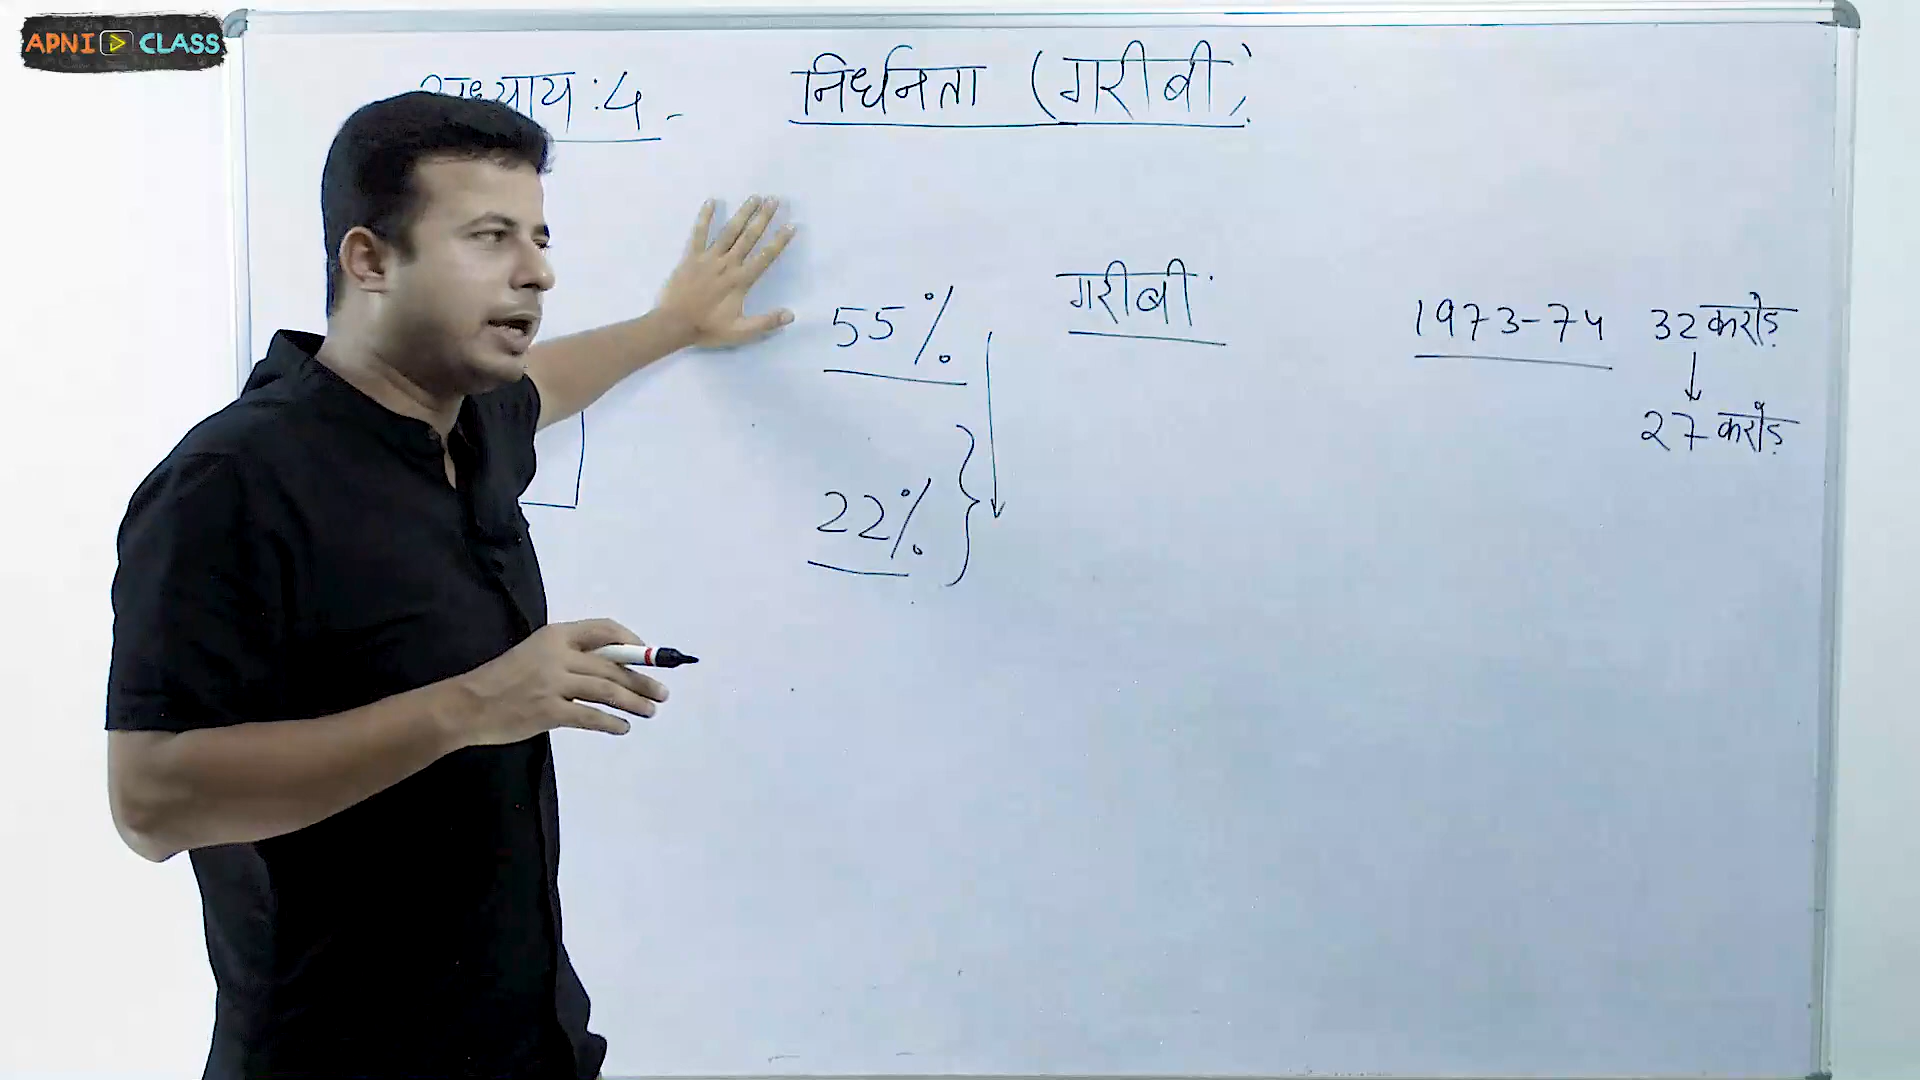 APNI CLASS
अध्याय :4
निर्धनता (गरीबी)
55%
गरीबी
1973-74 32 करोड़
27 करोड़
22%